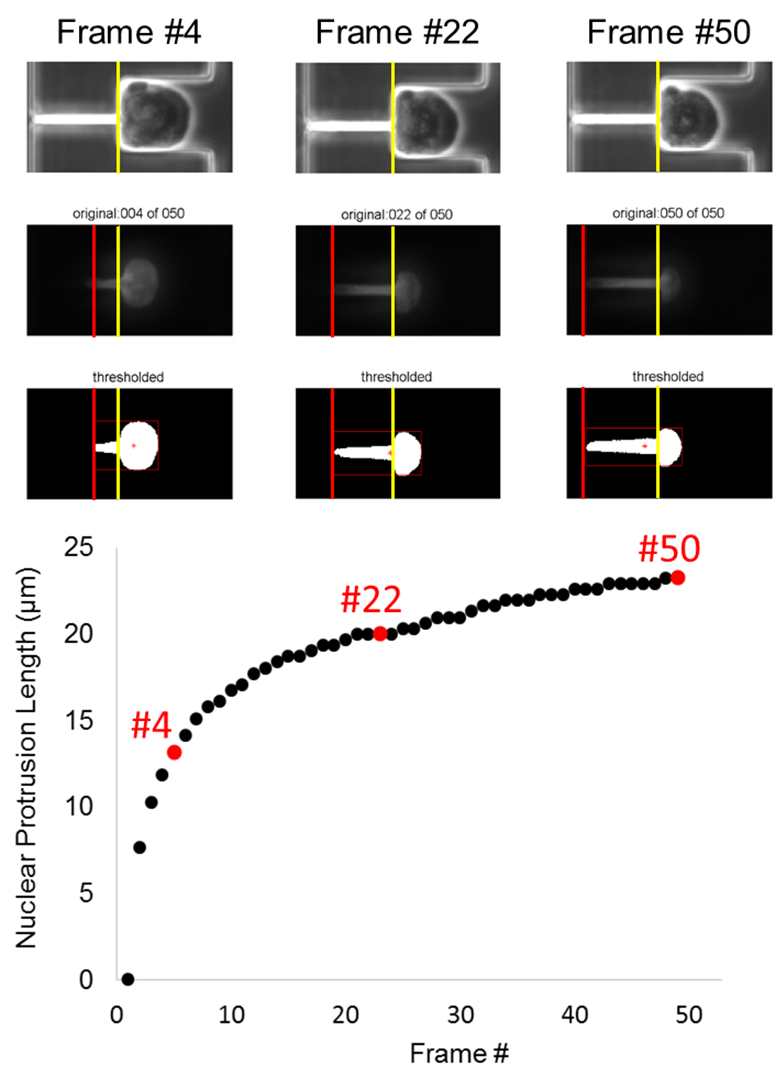 Frame #4
Frame #22
Frame #50
original:004 of 050
original:022 of 050
original:050 of 050
thresholded
thresholded
thresholded
Nuclear Protrusion Length (μm)
25
20
15
10
5
0
#4
#22
#50
0
10
20
30
40
50
Frame #